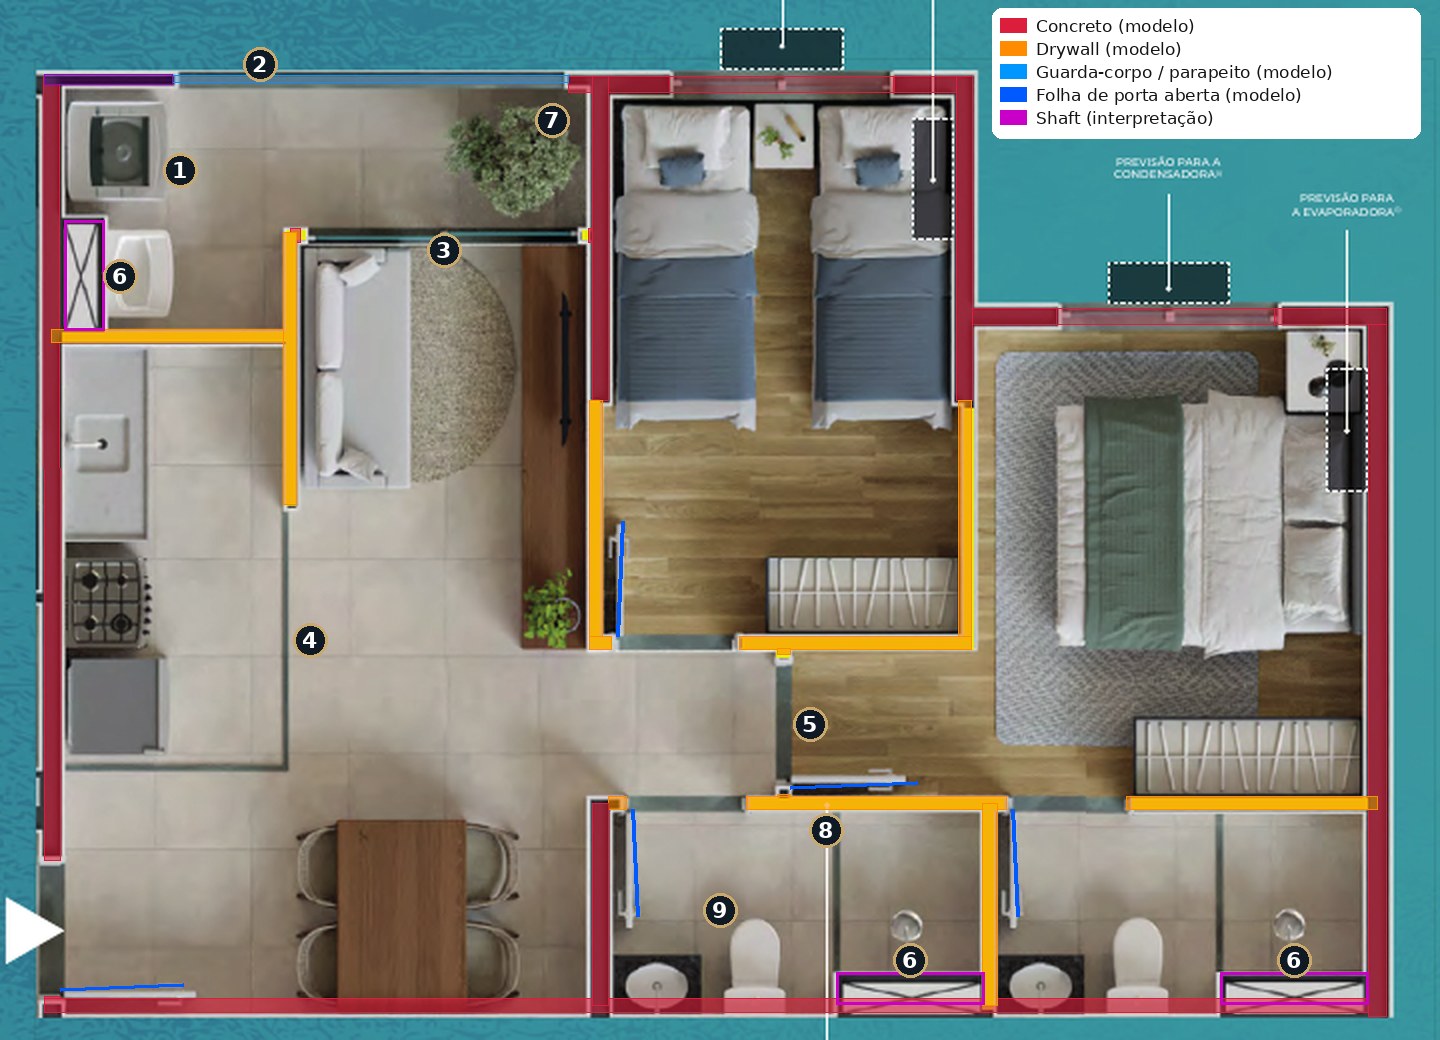 Concreto (modelo)
Drywall (modelo)
Guarda-corpo / parapeito (modelo)
Folha de porta aberta (modelo)
Shaft (interpretação)
2
7
1
PREVISÃO PARA A
CONDENSADORA
PREVISÃO PARA
A EVAPORADORA
3
6
4
5
8
9
6
6